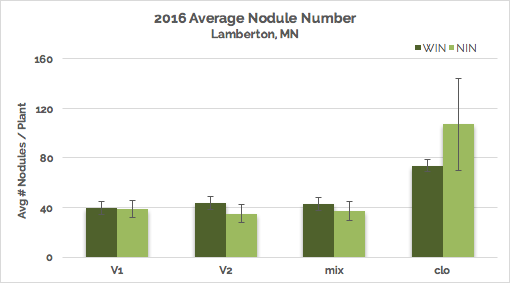 2016 Average Nodule Number
Lamberton, MN
WIN NIN
160
120
80
40
0
Avg # Nodules / Plant
V1 V2 mix clo